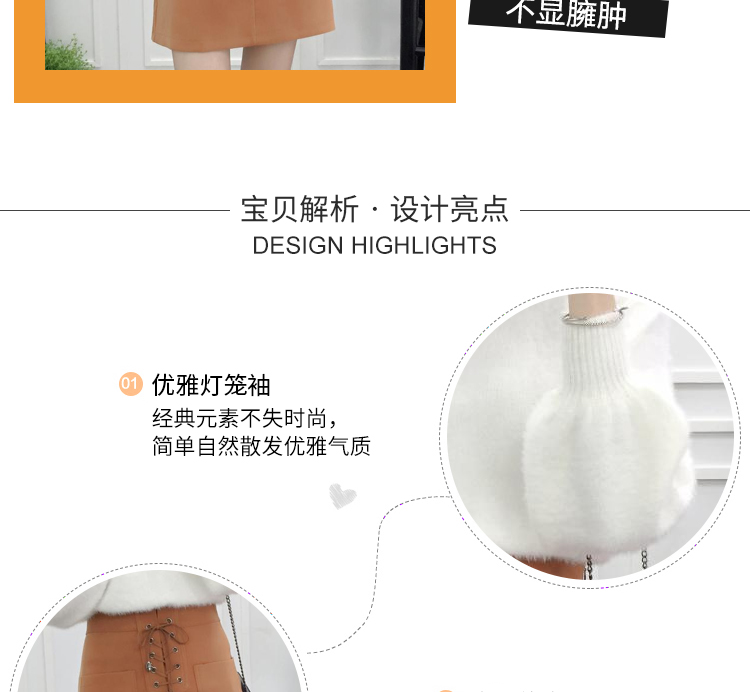 不显臃肿
宝贝解析·设计亮点
DESIGN HIGHLIGHTS
01 优雅灯笼袖
经典元素不失时尚，
简单自然散发优雅气质